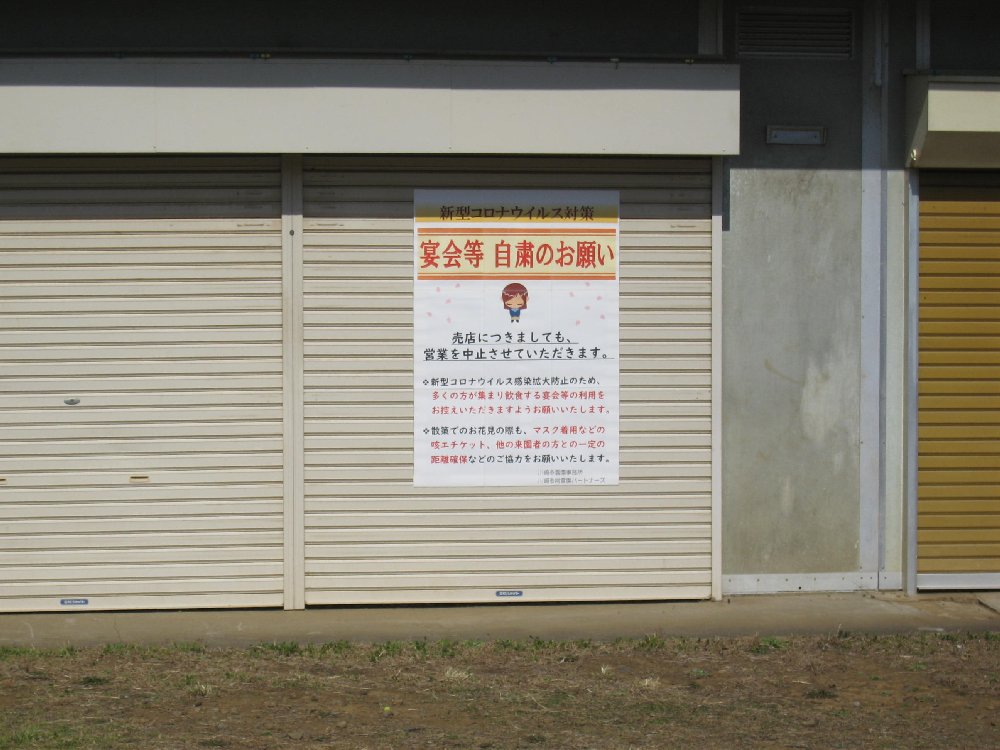 新型コロナウイルス対策
宴会等 自粛のお願い
売店につきましても、
営業を中止させていただきます。
❖新型コロナウイルス感染拡大防止のため、
多くの方が集まり飲食する宴会等の利用を
お控えいただきますようお願いいたします。
❖散策でのお花見の際も、マスク着用などの
咳エチケット、他の来園者の方との一定の
距離確保などのご協力をお願いいたします。
川崎市霊園事務所